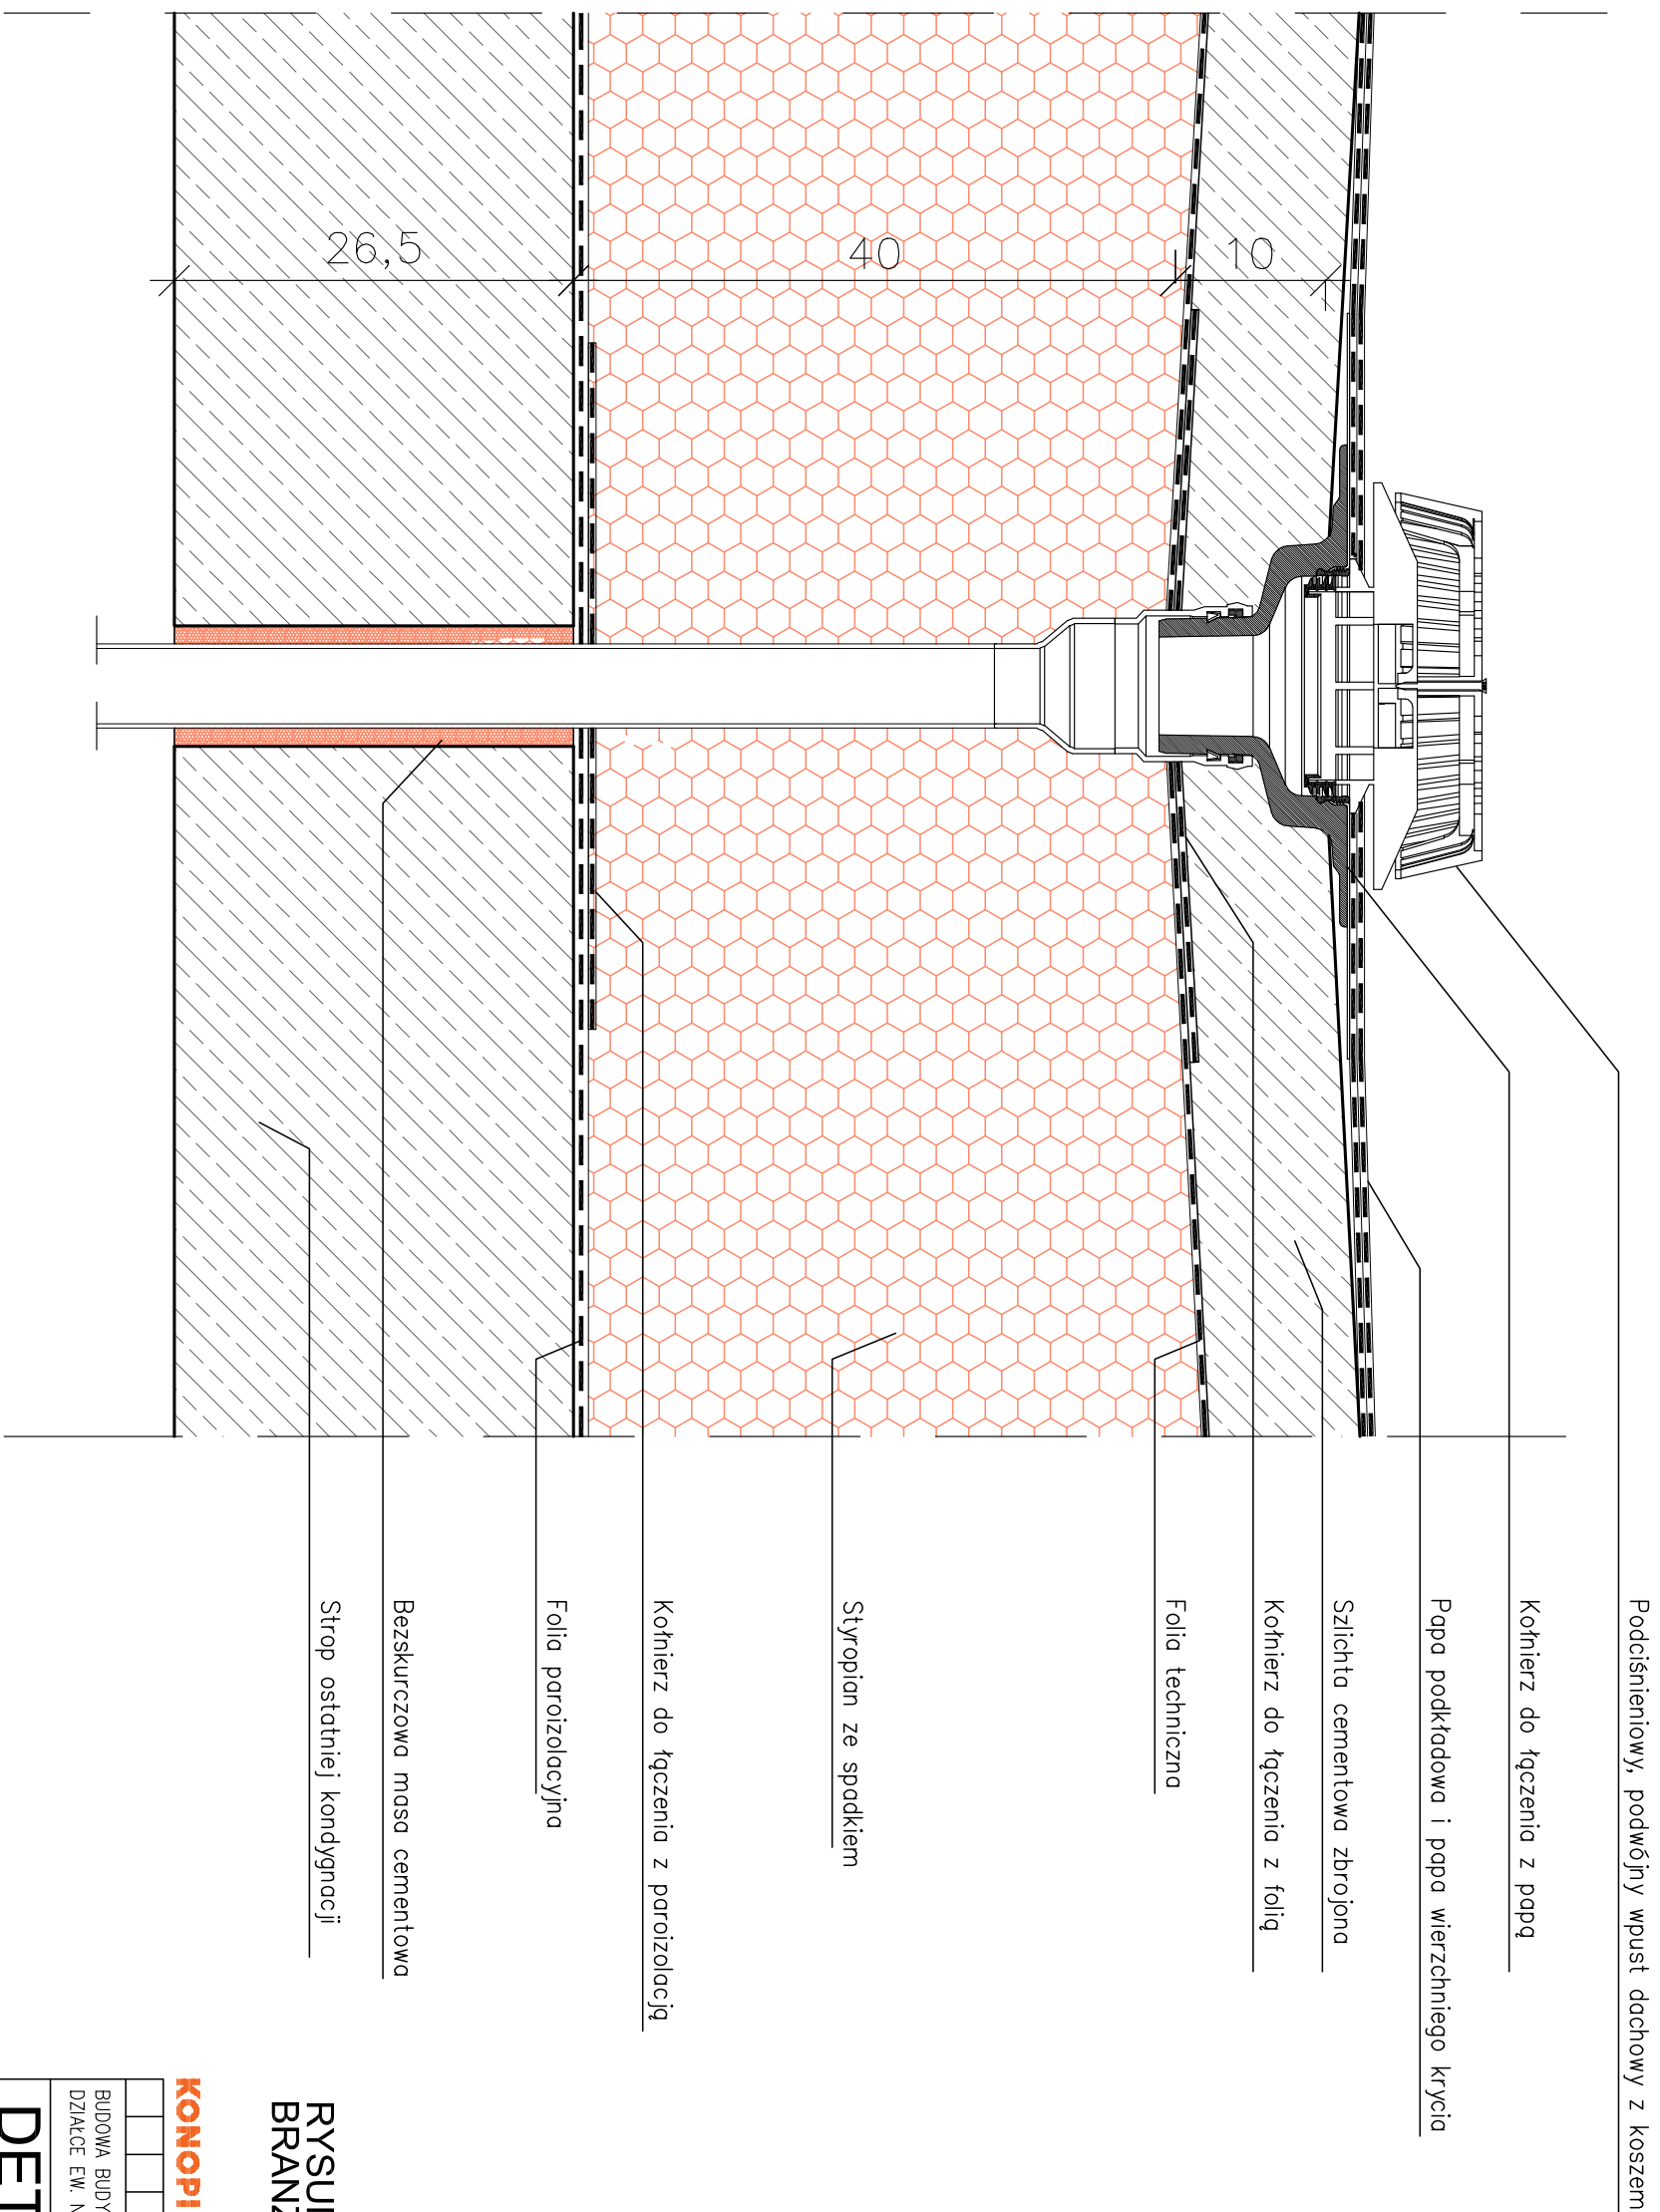 Podciśnieniowy, podwójny wpust dachowy z koszem
Kołnierz do łączenia z papą
Papa podkładowa i papa wierzchniego krycia
Szlichta cementowa zbrojona
Kołnierz do łączenia z folią
Folia techniczna
Styropian ze spadkiem
Kołnierz do łączenia z paroizolacją
Folia paroizolacyjna
Bezskurczowa masa cementowa
Strop ostatniej kondygnacji
10
40
26,5
RYSU
BRAN
KONOPI
BUDOWA BUDY
DZIAŁCE EW. N
DET